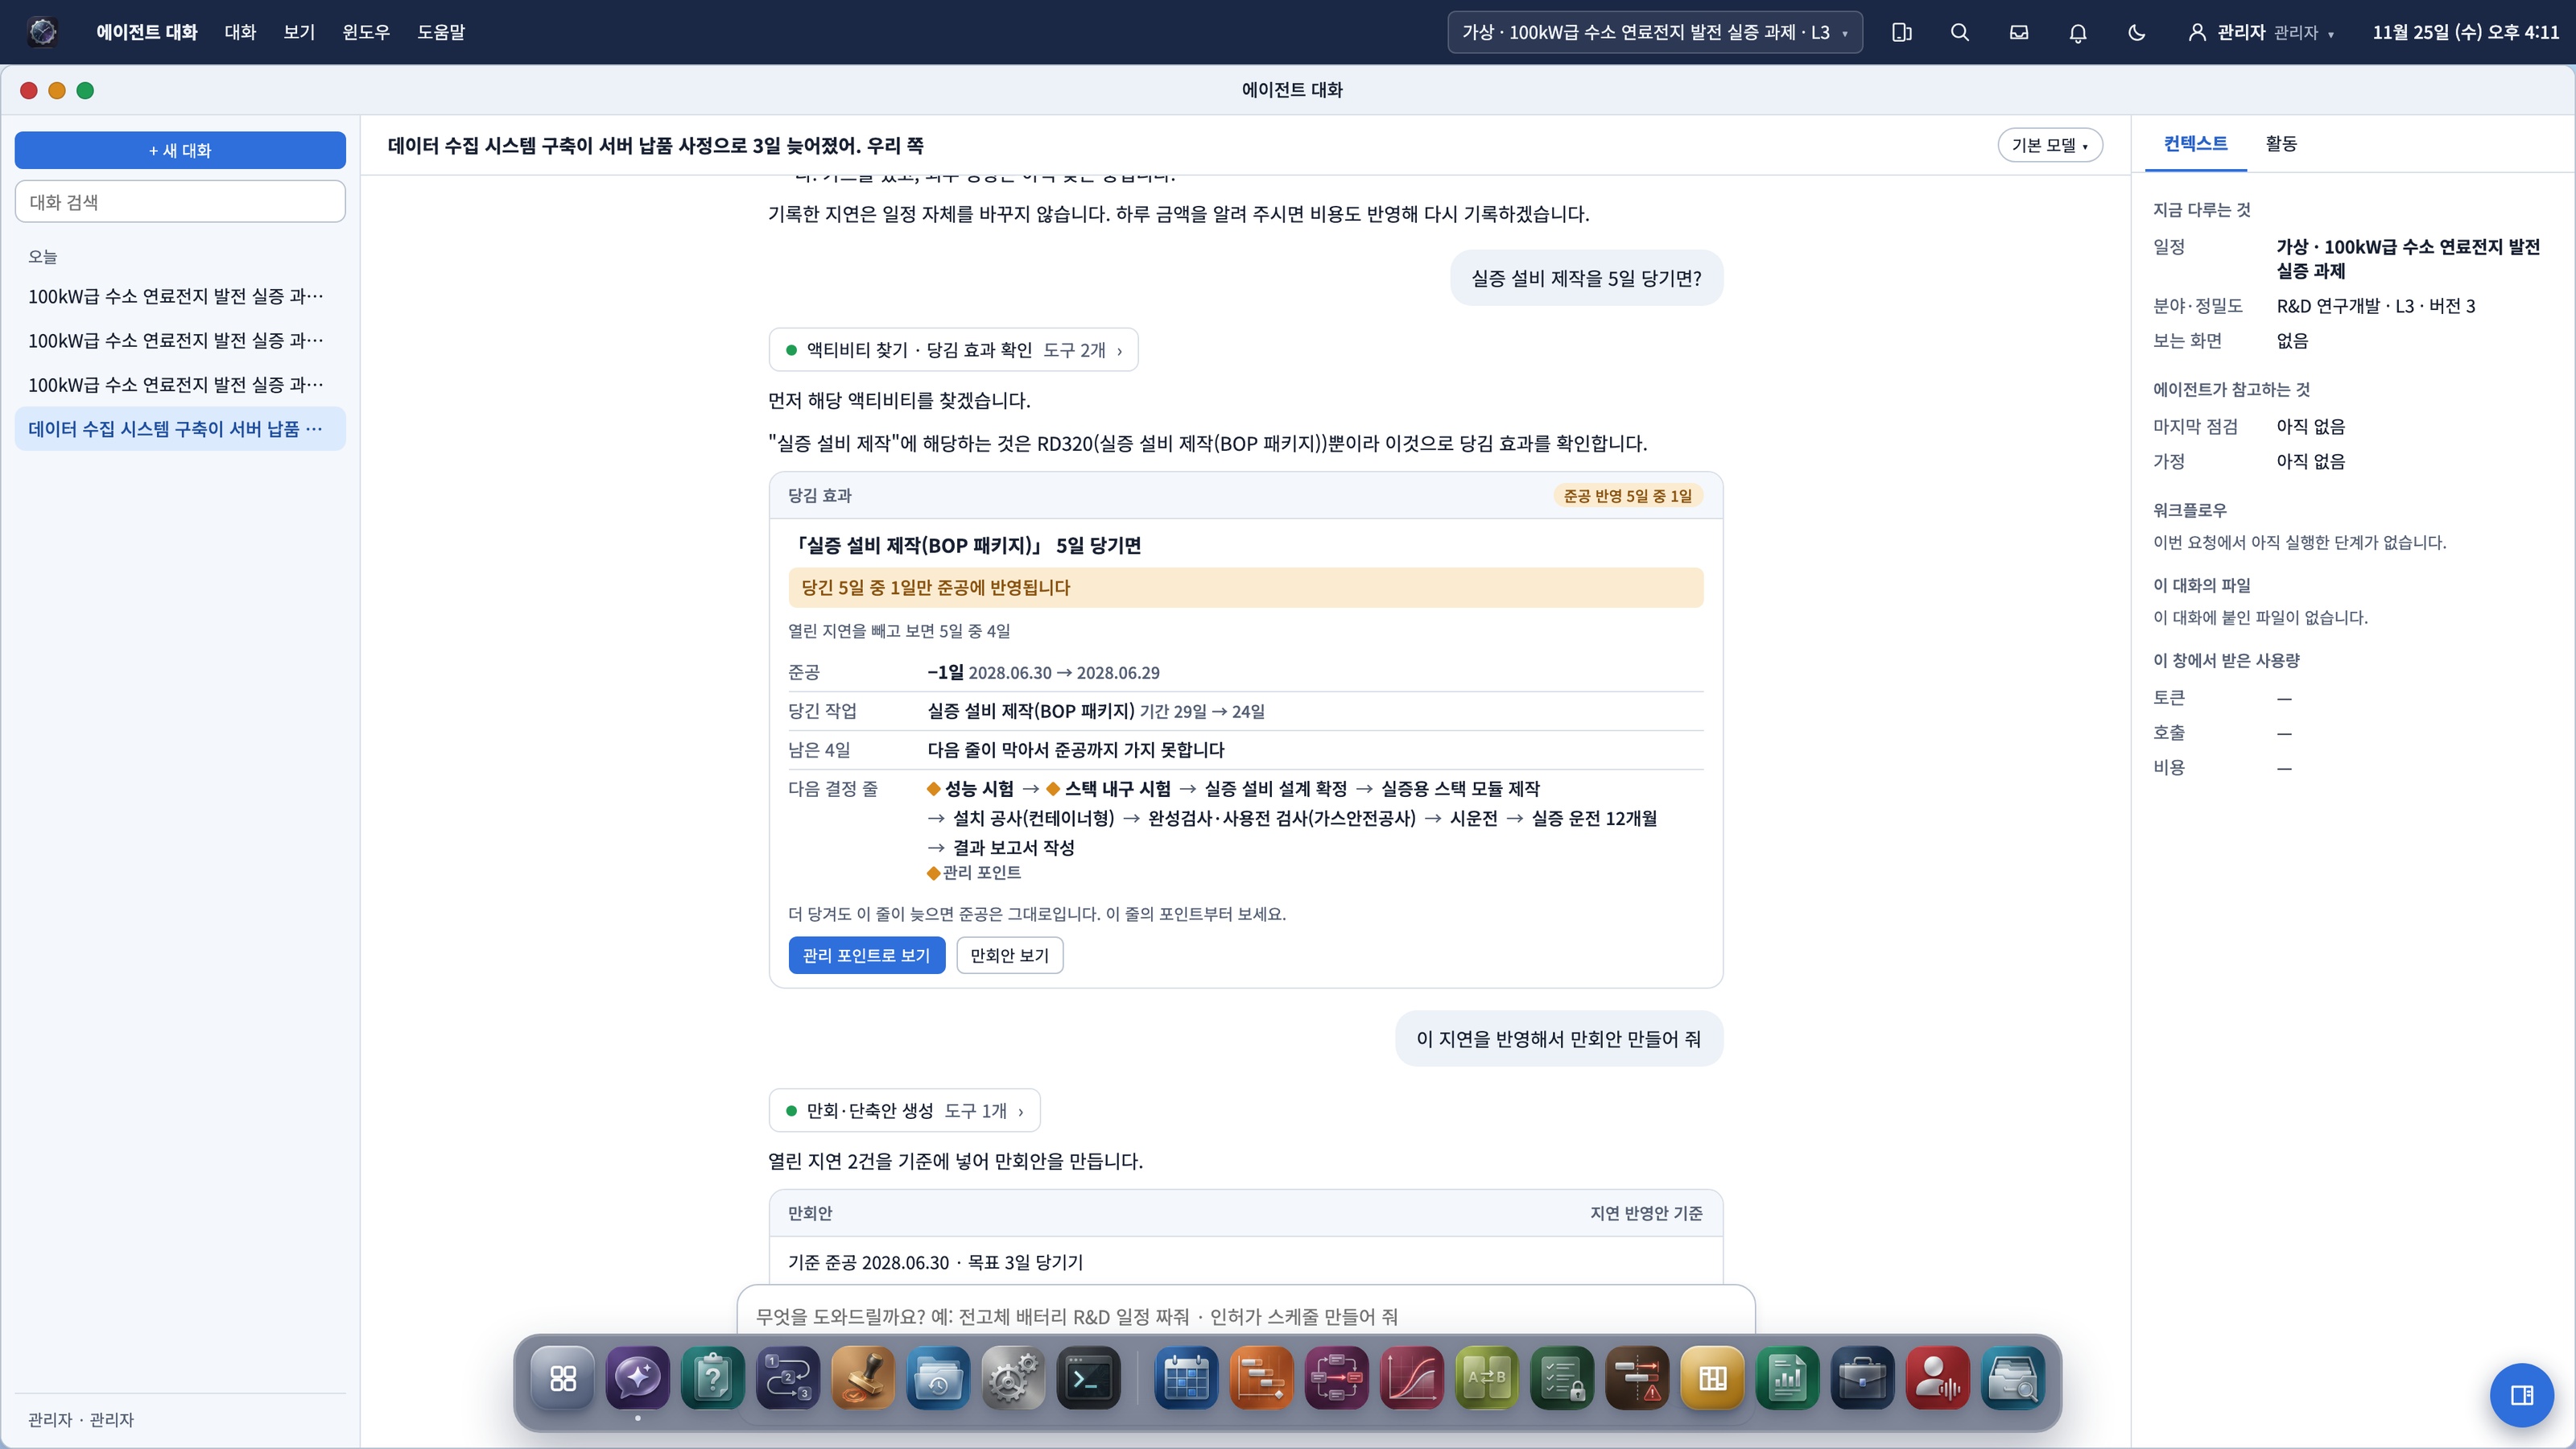 에이전트 대화 대화 보기 윈도우 도움말 가상 · 100kW급 수소 연료전지 발전 실증 과제 · L3 ▾ 관리자 관리자 ▾ 11월 25일 (수) 오후 4:11
에이전트 대화
+ 새 대화
대화 검색
오늘
100kW급 수소 연료전지 발전 실증 과…
100kW급 수소 연료전지 발전 실증 과…
100kW급 수소 연료전지 발전 실증 과…
데이터 수집 시스템 구축이 서버 납품 …
관리자 · 관리자
데이터 수집 시스템 구축이 서버 납품 사정으로 3일 늦어졌어. 우리 쪽
기본 모델 ▾
기록한 지연은 일정 자체를 바꾸지 않습니다. 하루 금액을 알려 주시면 비용도 반영해 다시 기록하겠습니다.
실증 설비 제작을 5일 당기면?
액티비티 찾기 · 당김 효과 확인 도구 2개 ›
먼저 해당 액티비티를 찾겠습니다.
"실증 설비 제작"에 해당하는 것은 RD320(실증 설비 제작(BOP 패키지))뿐이라 이것으로 당김 효과를 확인합니다.
당김 효과 준공 반영 5일 중 1일
「실증 설비 제작(BOP 패키지)」 5일 당기면
당긴 5일 중 1일만 준공에 반영됩니다
열린 지연을 빼고 보면 5일 중 4일
준공 −1일 2028.06.30 → 2028.06.29
당긴 작업 실증 설비 제작(BOP 패키지) 기간 29일 → 24일
남은 4일 다음 줄이 막아서 준공까지 가지 못합니다
다음 결정 줄 ◆ 성능 시험 → ◆ 스택 내구 시험 → 실증 설비 설계 확정 → 실증용 스택 모듈 제작
→ 설치 공사(컨테이너형) → 완성검사·사용전 검사(가스안전공사) → 시운전 → 실증 운전 12개월
→ 결과 보고서 작성
◆관리 포인트
더 당겨도 이 줄이 늦으면 준공은 그대로입니다. 이 줄의 포인트부터 보세요.
관리 포인트로 보기 만회안 보기
이 지연을 반영해서 만회안 만들어 줘
만회·단축안 생성 도구 1개 ›
열린 지연 2건을 기준에 넣어 만회안을 만듭니다.
만회안 지연 반영안 기준
기준 준공 2028.06.30 · 목표 3일 당기기
무엇을 도와드릴까요? 예: 전고체 배터리 R&D 일정 짜줘 · 인허가 스케줄 만들어 줘
컨텍스트 활동
지금 다루는 것
일정 가상 · 100kW급 수소 연료전지 발전
실증 과제
분야·정밀도 R&D 연구개발 · L3 · 버전 3
보는 화면 없음
에이전트가 참고하는 것
마지막 점검 아직 없음
가정 아직 없음
워크플로우
이번 요청에서 아직 실행한 단계가 없습니다.
이 대화의 파일
이 대화에 붙인 파일이 없습니다.
이 창에서 받은 사용량
토큰 —
호출 —
비용 —
1
2
3
A⇄B